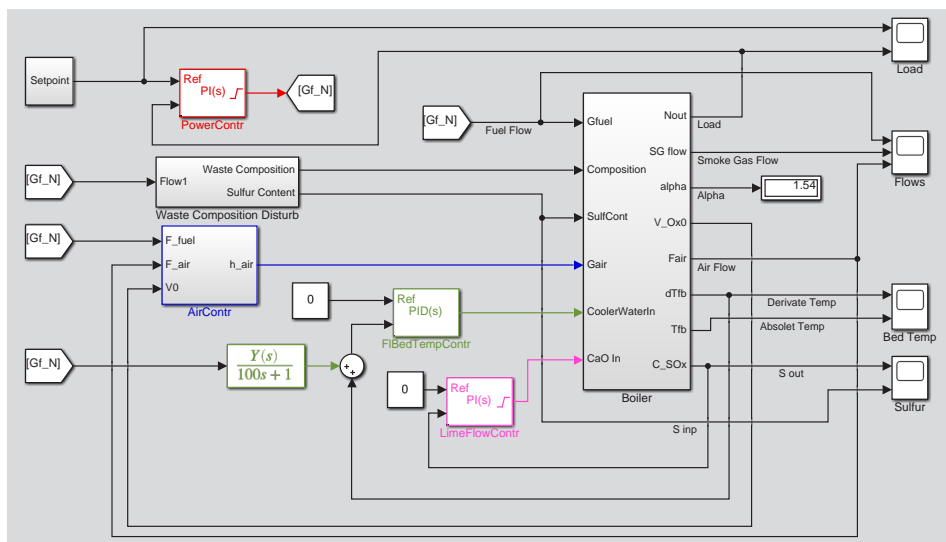 Setpoint
Ref
PI(s)
PowerContr
[Gf_N]
Load
[Gf_N]
Fuel Flow
Gfuel
Composition
SulfCont
Gair
CoolerWaterIn
CaO In
Nout
SG flow
alpha
V_Ox0
Fair
dTfb
Tfb
C_SOx
Boiler
Load
Smoke Gas Flow
Alpha
1.54
Air Flow
Derivate Temp
Absolet Temp
S out
S inp
Flows
Bed Temp
Sulfur
[Gf_N]
Flow1
Waste Composition
Sulfur Content
Waste Composition Disturb
[Gf_N]
F_fuel
F_air
V0
h_air
AirContr
0
Ref
PID(s)
FlBedTempContr
[Gf_N]
Y(s)
100s + 1
+
+
0
Ref
PI(s)
LimeFlowContr